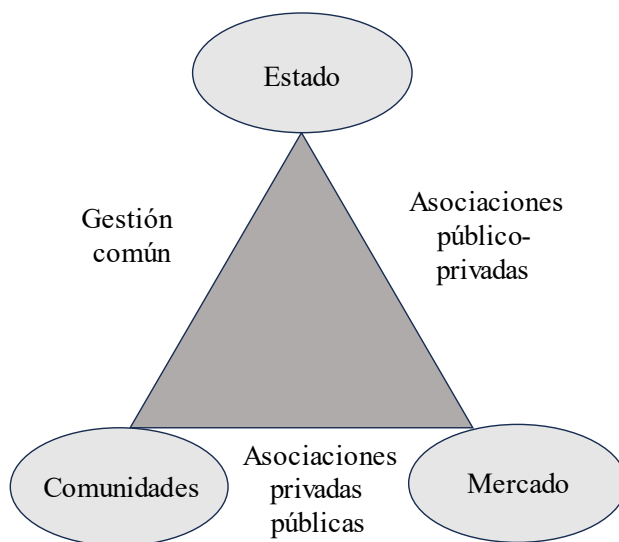 Estado
Gestión
común
Asociaciones
público-
privadas
Comunidades
Asociaciones
privadas
públicas
Mercado